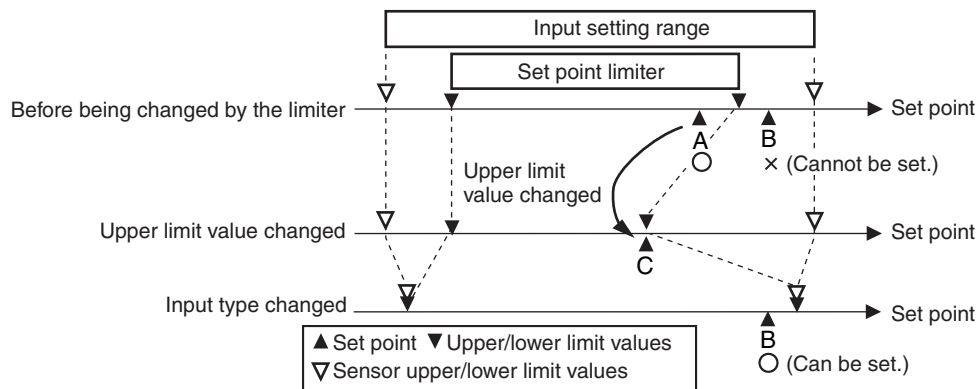 Input setting range
Set point limiter
Before being changed by the limiter
Set point
A
B
× (Cannot be set.)
Upper limit
value changed
Upper limit value changed
Set point
C
Input type changed
Set point
B
(Can be set.)
▲ Set point ▼ Upper/lower limit values
▽ Sensor upper/lower limit values